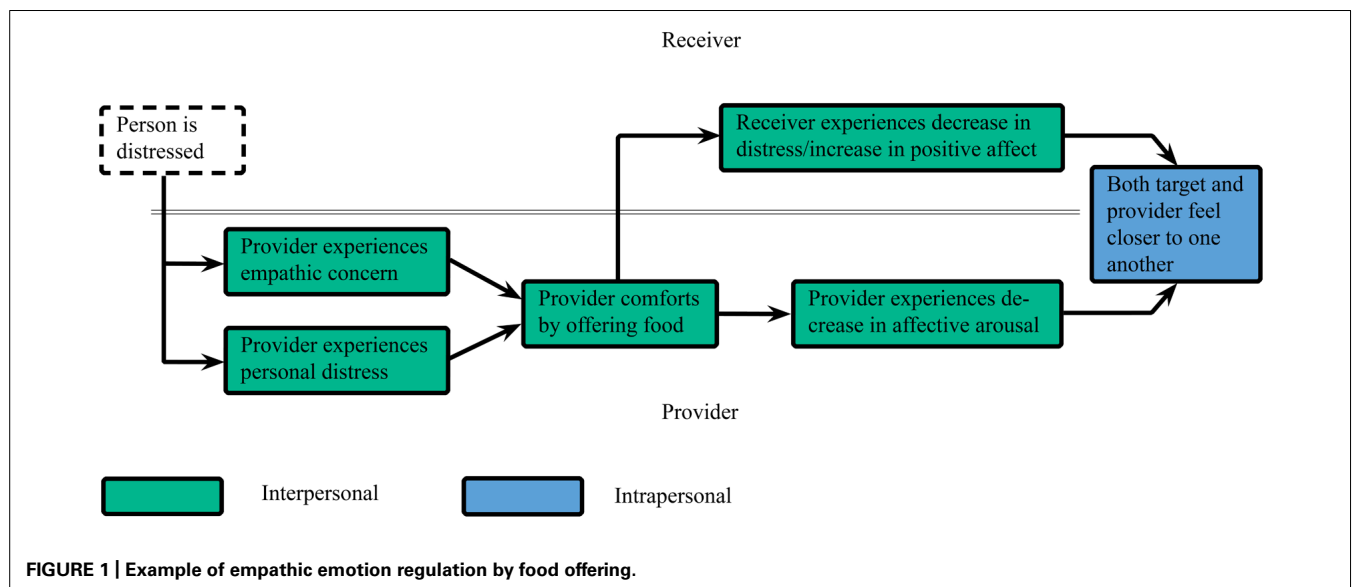 Receiver
Person is
distressed
Receiver experiences decrease in
distress/increase in positive affect
Both target and
provider feel
closer to one
another
Provider experiences
empathic concern
Provider comforts
by offering food
Provider experiences de-
crease in affective arousal
Provider experiences
personal distress
Provider
Interpersonal
Intrapersonal
FIGURE 1 | Example of empathic emotion regulation by food offering.